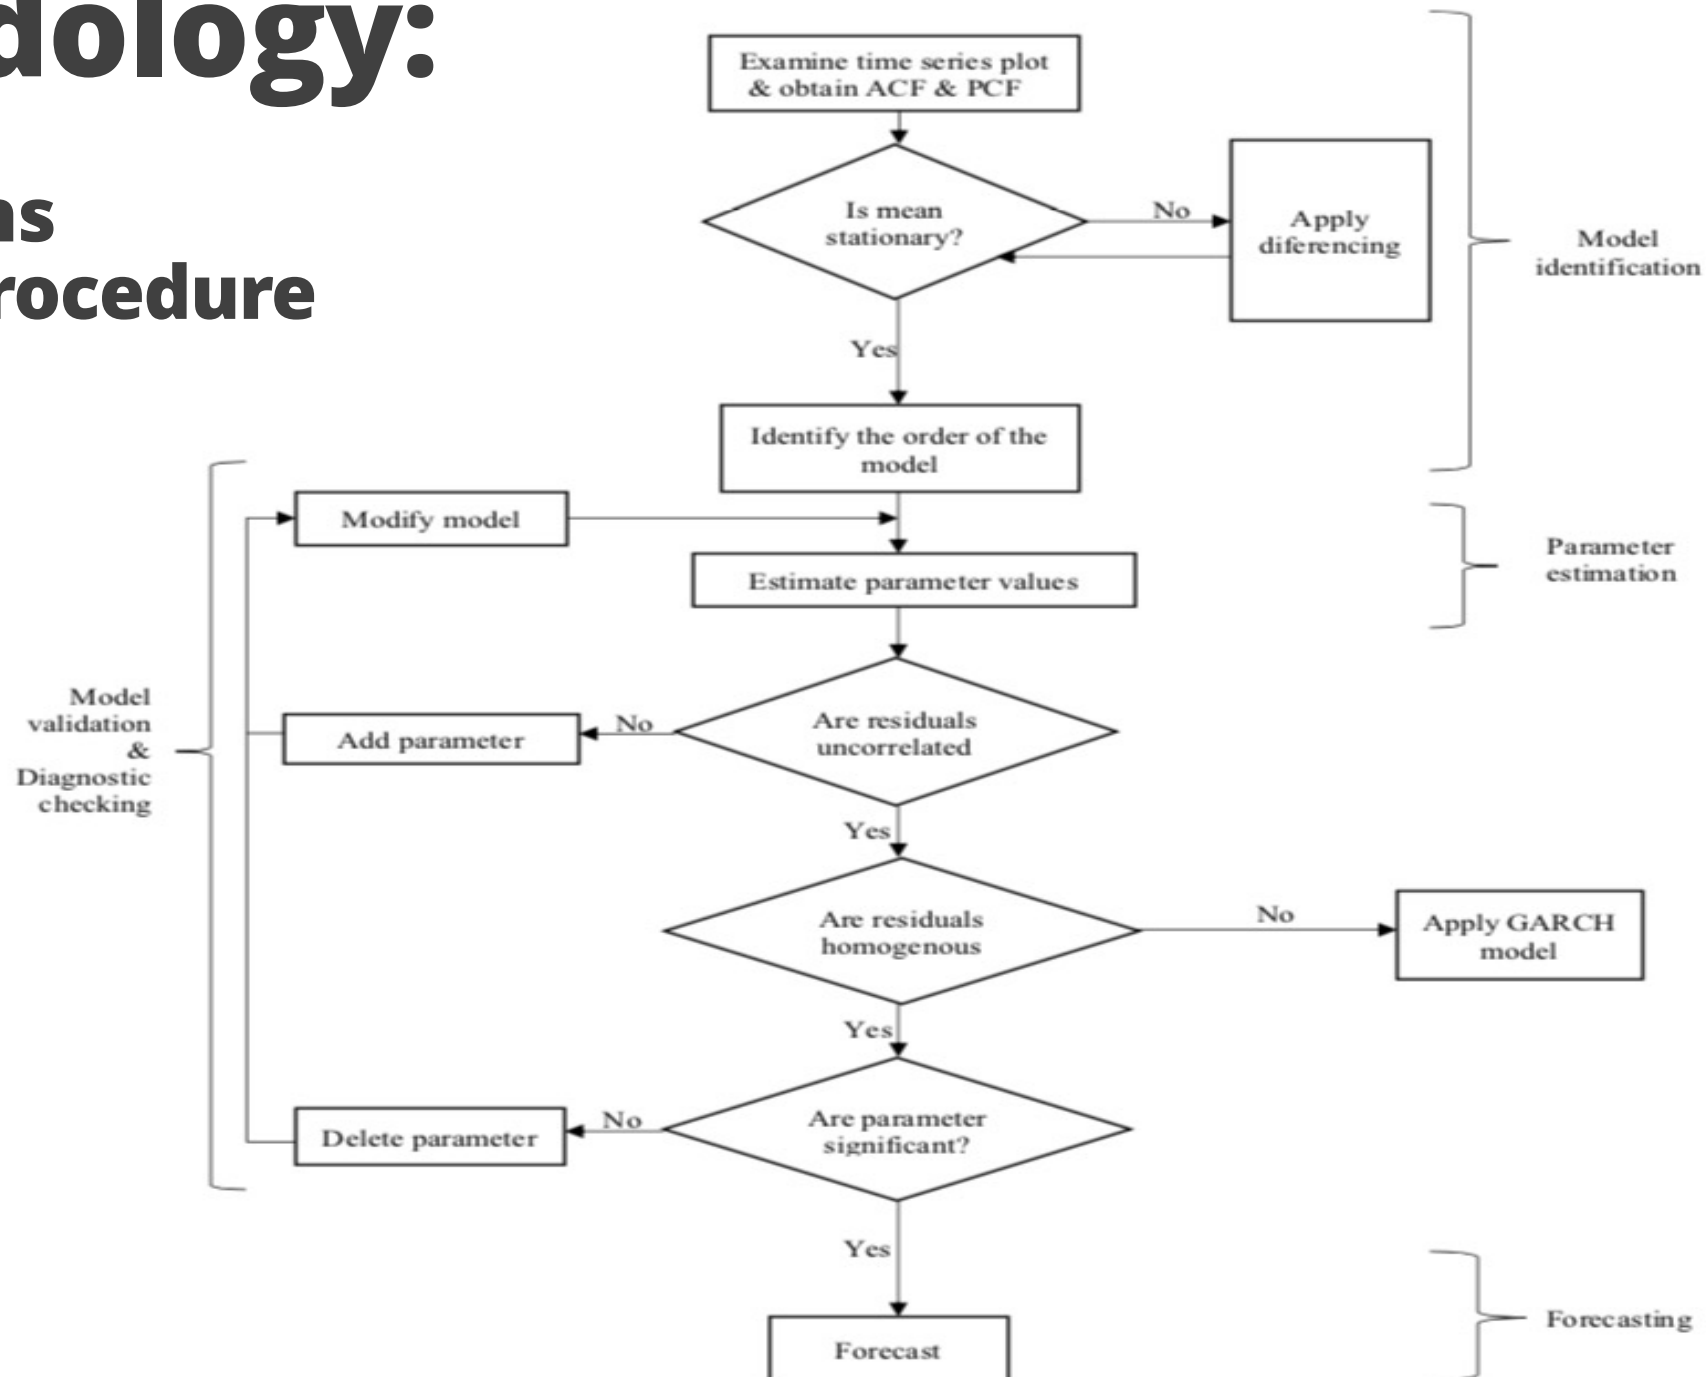 dology:
ns
rocedure
Examine time series plot
& obtain ACF & PCF
Is mean
stationary?
No
Apply
diferencing
Model
identification
Yes
Identify the order of the
model
Modify model
Parameter
estimation
Estimate parameter values
Model
validation
&
Diagnostic
checking
Add parameter
No
Are residuals
uncorrelated
Yes
Are residuals
homogenous
No
Apply GARCH
model
Yes
Delete parameter
No
Are parameter
significant?
Yes
Forecast
Forecasting